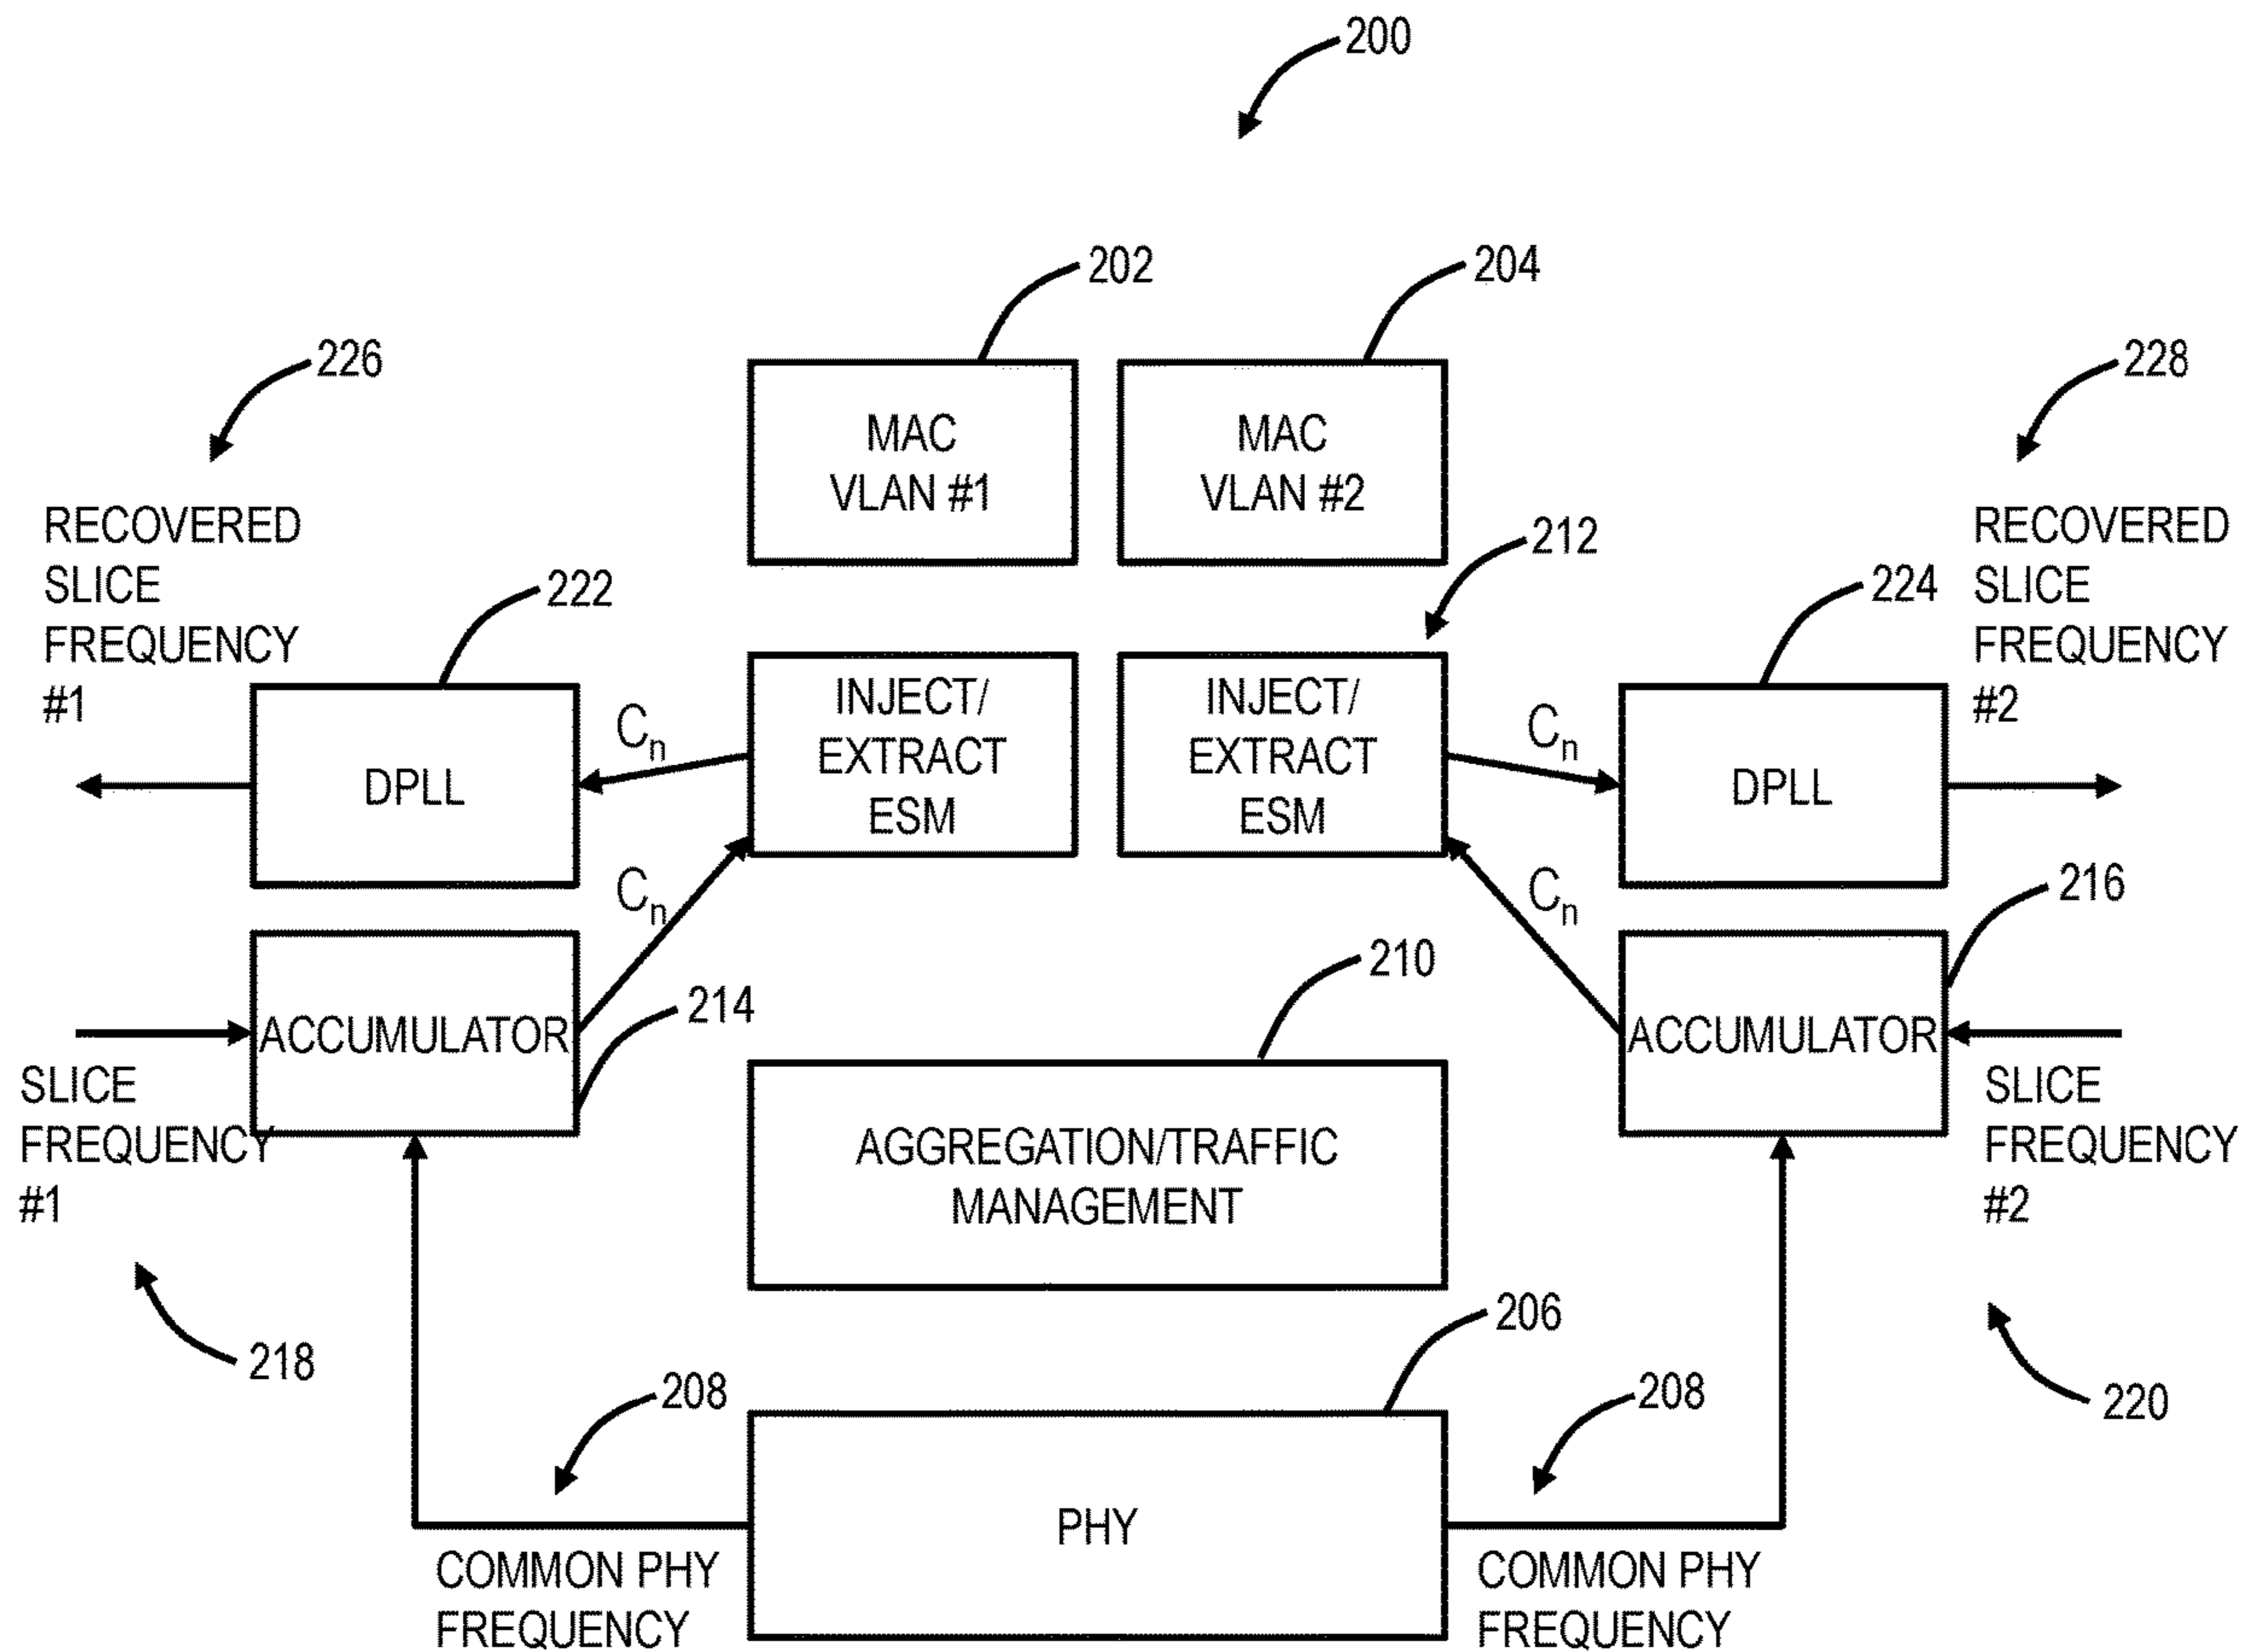 200
202
204
226
228
MAC
VLAN #1
MAC
VLAN #2
RECOVERED
SLICE
FREQUENCY
#1
212
RECOVERED
SLICE
FREQUENCY
#2
222
224
INJECT/
EXTRACT
ESM
INJECT/
EXTRACT
ESM
Cn
Cn
DPLL
DPLL
Cn
Cn
216
210
214
ACCUMULATOR
ACCUMULATOR
SLICE
FREQUENCY
#1
SLICE
FREQUENCY
#2
AGGREGATION/TRAFFIC
MANAGEMENT
206
218
208
208
220
PHY
COMMON PHY
FREQUENCY
COMMON PHY
FREQUENCY